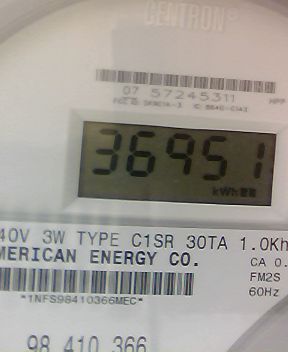 CENTRON®
07 57245311
HPP
36951
kWh
40V 3W TYPE C1SR 30TA 1.0Kh
MERICAN ENERGY CO.
CA 0.
FM2S
60Hz
*1NFS98410366MEC*
98 410 366